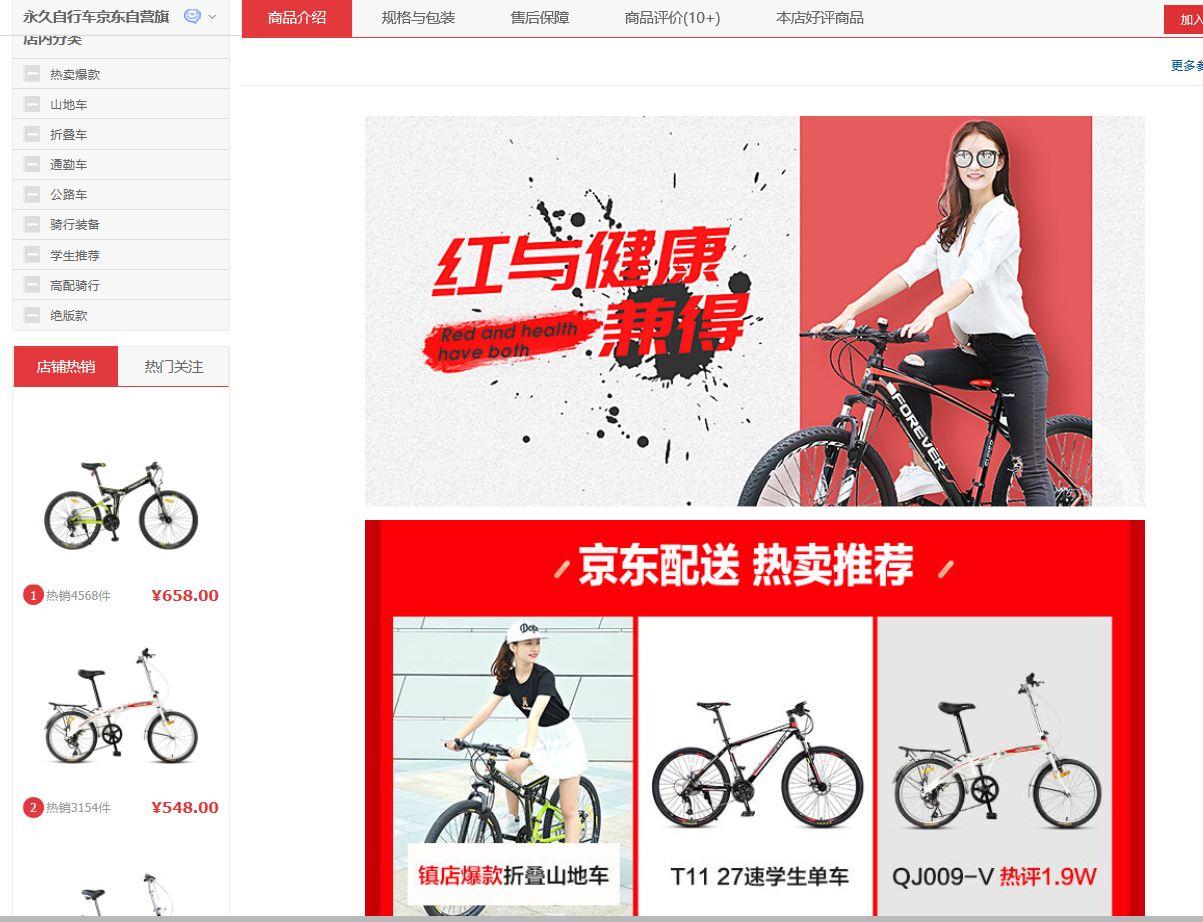 永久自行车京东自营旗
商品介绍
规格与包装
售后保障
商品评价(10+)
本店好评商品
店内分类
热卖爆款
山地车
折叠车
通勤车
公路车
骑行装备
学生推荐
高配骑行
绝版款
店铺热销
热门关注
1 热销4568件 ¥658.00
2 热销3154件 ¥548.00
加入
更多参
红与健康
兼得
Red and health
have both
FOREVER
京东配送 热卖推荐
Dope
镇店爆款折叠山地车
T11 27速学生单车
QJ009-V 热评1.9W